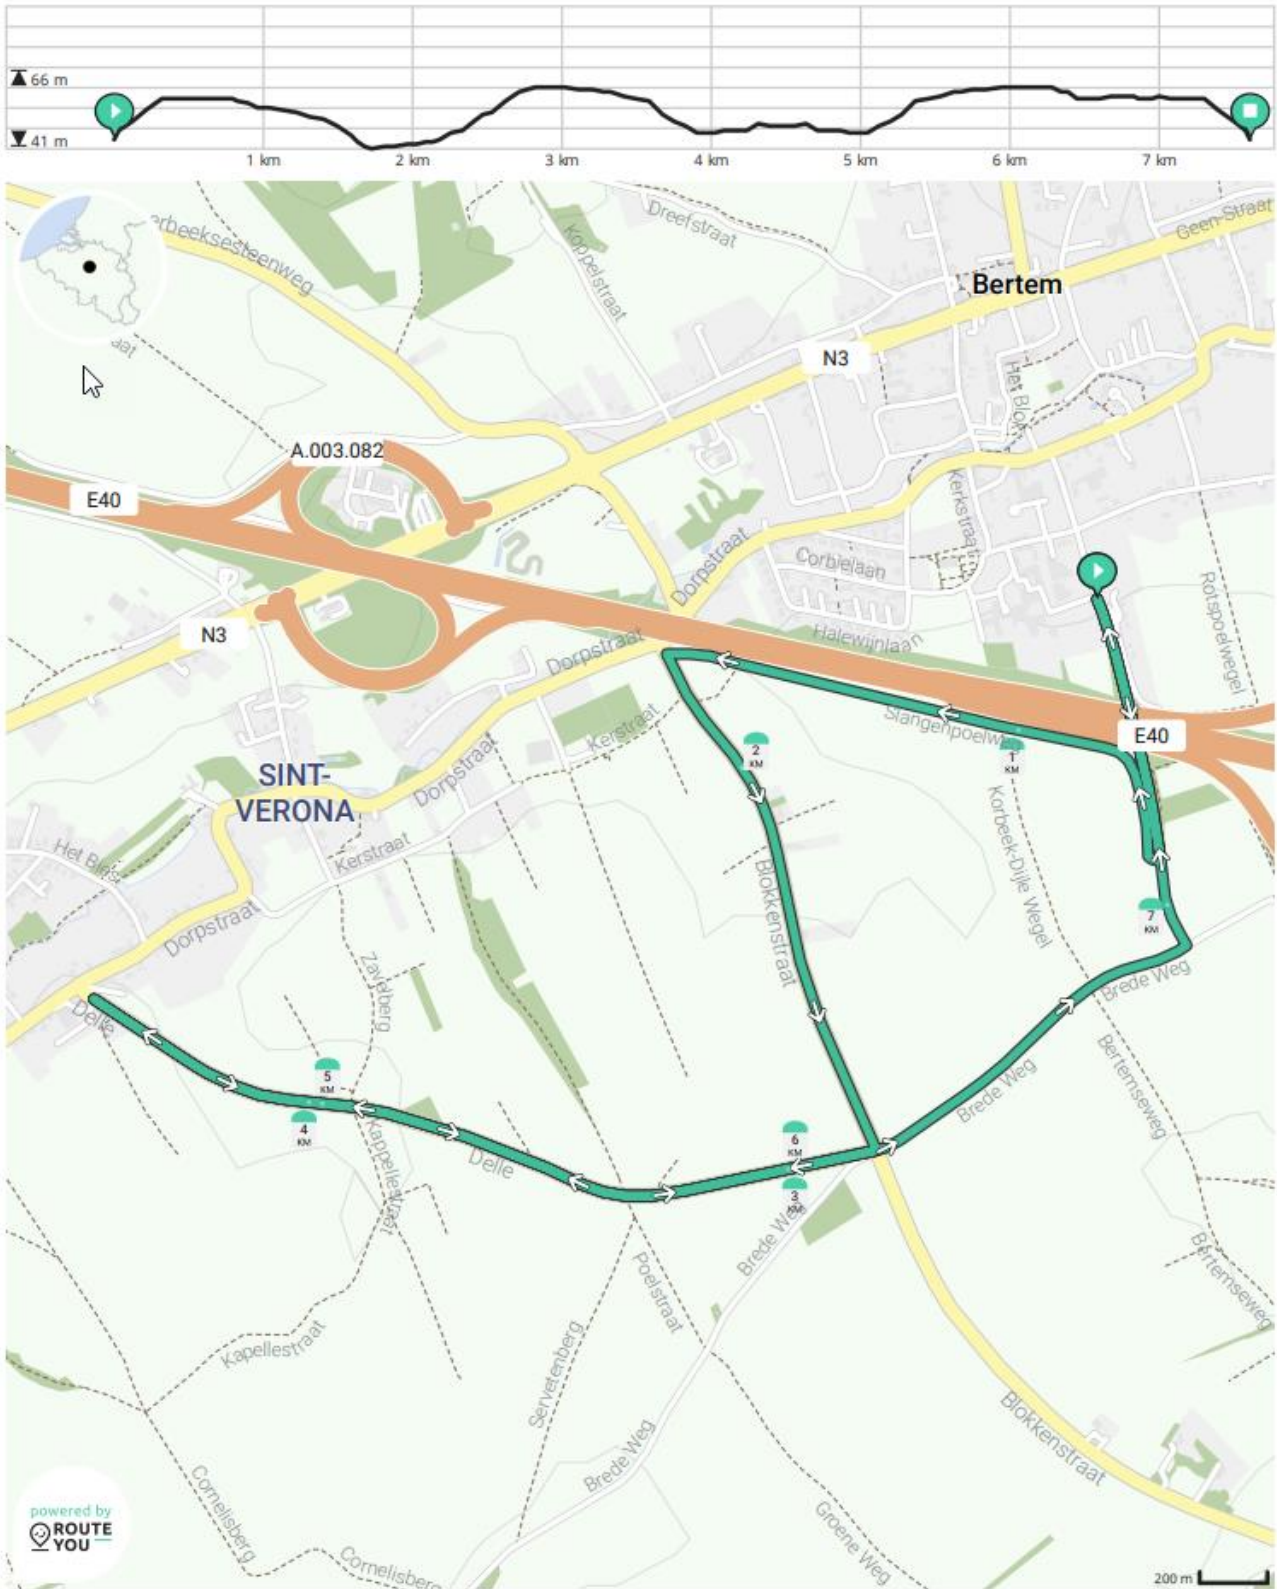 66 m
41 m
1 km
2 km
3 km
4 km
5 km
6 km
7 km
erbeeksesteenweg
Koppelstraat
Dreefstraat
Geen-Straat
Bertem
aat
N3
Het Blok
A.003.082
E40
Kerkstraat
Dorpstraat
Corbielaan
Rotspoelwegel
N3
Halewijnlaan
Dorpstraat
Slangenpoelweg
E40
Kerstraat
2
KM
1
KM
SINT-
VERONA
Dorpstraat
Korbeek-Dijle Wegel
Het Bies
Kerstraat
Blokkenstraat
7
KM
Dorpstraat
Zavelberg
Brede Weg
Delle
5
KM
Bertemseweg
Brede Weg
4
KM
6
KM
Delle
3
KM
Brede Weg
Poelstraat
Bertemseweg
Kapellestraat
Servetenberg
Blokkenstraat
Brede Weg
Cornelisberg
Groene Weg
Cornelisberg
powered by
ROUTE
YOU
200 m